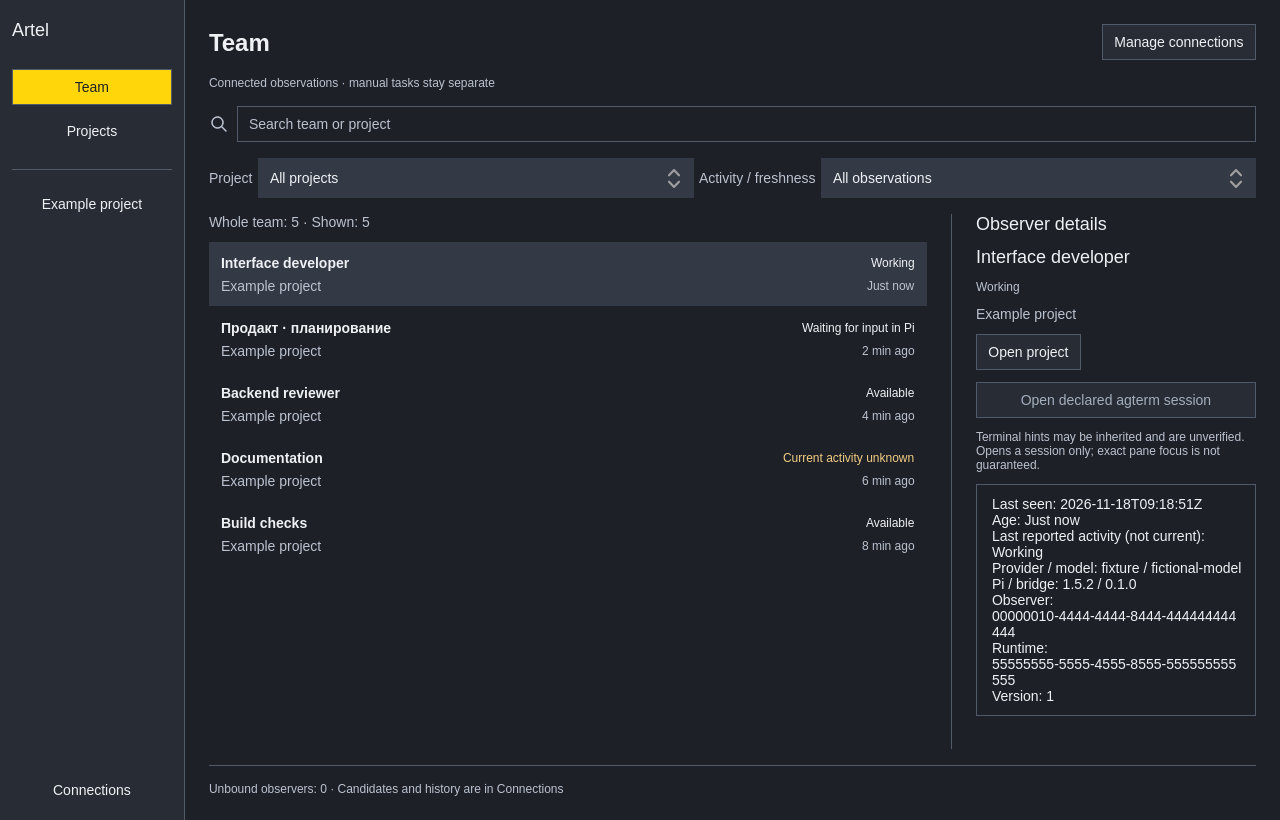 Artel
Team
Projects
Example project
Connections
Team
Manage connections
Connected observations · manual tasks stay separate
Search team or project
Project
All projects
Activity / freshness
All observations
Whole team: 5 · Shown: 5
Interface developer
Working
Example project
Just now
Продакт · планирование
Waiting for input in Pi
Example project
2 min ago
Backend reviewer
Available
Example project
4 min ago
Documentation
Current activity unknown
Example project
6 min ago
Build checks
Available
Example project
8 min ago
Observer details
Interface developer
Working
Example project
Open project
Open declared agterm session
Terminal hints may be inherited and are unverified.
Opens a session only; exact pane focus is not
guaranteed.
Last seen: 2026-11-18T09:18:51Z
Age: Just now
Last reported activity (not current):
Working
Provider / model: fixture / fictional-model
Pi / bridge: 1.5.2 / 0.1.0
Observer:
00000010-4444-4444-8444-444444444
444
Runtime:
55555555-5555-4555-8555-555555555
555
Version: 1
Unbound observers: 0 · Candidates and history are in Connections